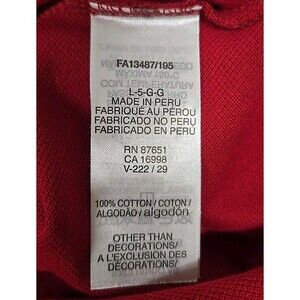 FA13487/195
L-5-G-G
MADE IN PERU
FABRIQUÉ AU PÉROU
FABRICADO NO PERU
FABRICADO EN PERÚ
RN 87651
CA 16998
V-222 / 29
100% COTTON / COTON /
ALGODÃO / algodón
OTHER THAN
DECORATIONS/
A L'EXCLUSION DES
DÉCORATIONS/